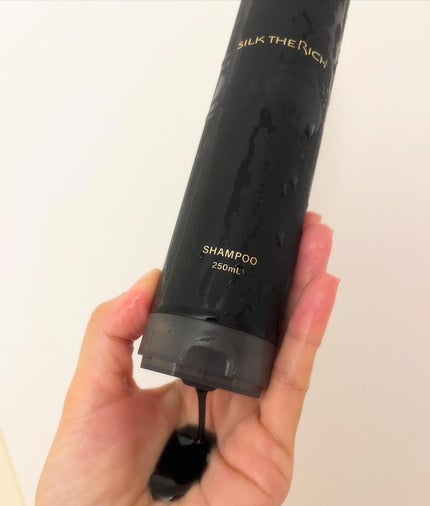 SILK THE RICH
SHAMPOO
250mL